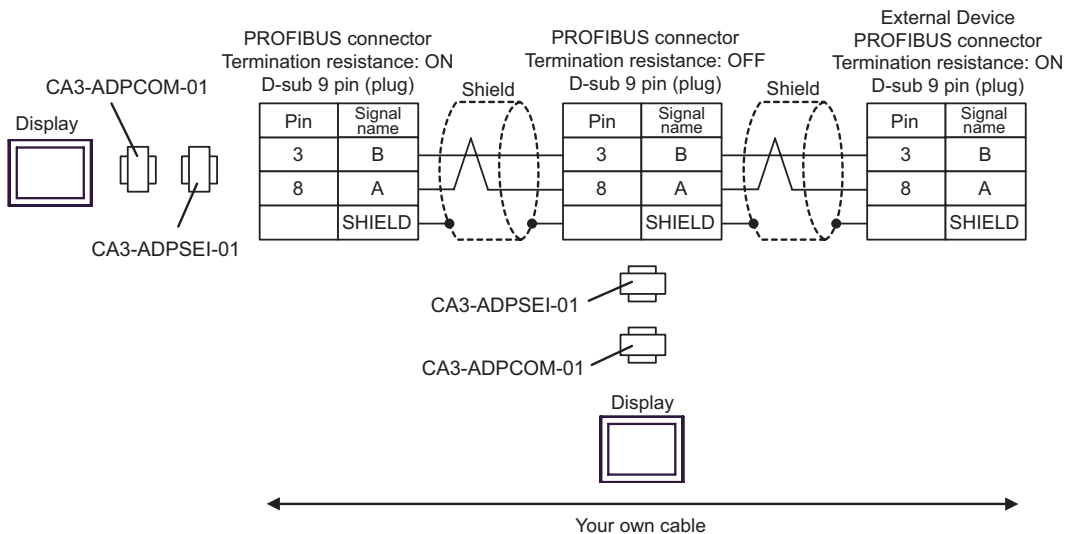 External Device
PROFIBUS connector
Termination resistance: ON
D-sub 9 pin (plug)
PROFIBUS connector
Termination resistance: OFF
D-sub 9 pin (plug)
PROFIBUS connector
Termination resistance: ON
D-sub 9 pin (plug)
CA3-ADPCOM-01
Display
CA3-ADPSEI-01
Shield
Shield
Pin Signal name
3 B
8 A
SHIELD
Pin Signal name
3 B
8 A
SHIELD
Pin Signal name
3 B
8 A
SHIELD
CA3-ADPSEI-01
CA3-ADPCOM-01
Display
Your own cable